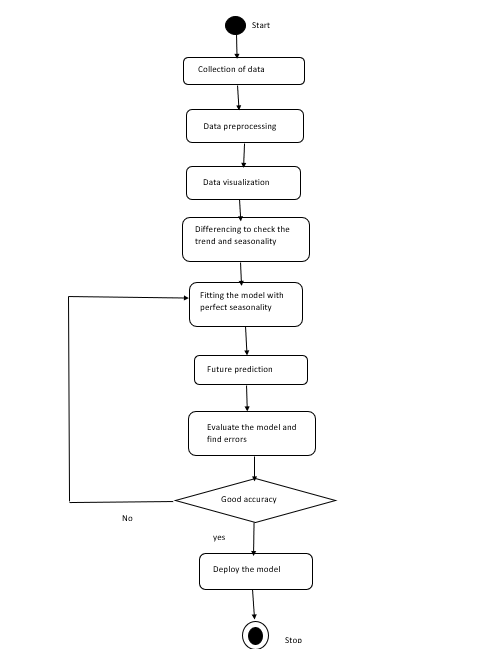 Start
Collection of data
Data preprocessing
Data visualization
Differencing to check the
trend and seasonality
Fitting the model with
perfect seasonality
Future prediction
Evaluate the model and
find errors
Good accuracy
No
yes
Deploy the model
Stop